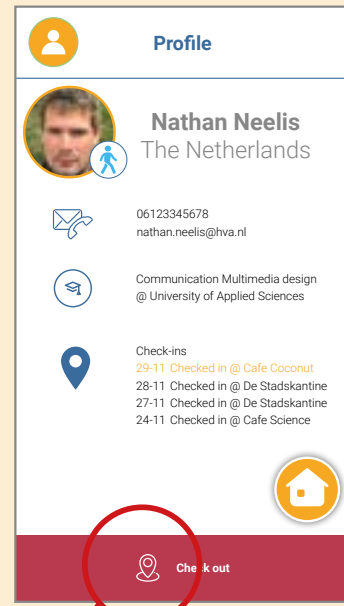 Profile
Nathan Neelis
The Netherlands
06123345678
nathan.neelis@hva.nl
Communication Multimedia design
@ University of Applied Sciences
Check-ins
29-11 Checked in @ Cafe Coconut
28-11 Checked in @ De Stadskantine
27-11 Checked in @ De Stadskantine
24-11 Checked in @ Cafe Science
Check out